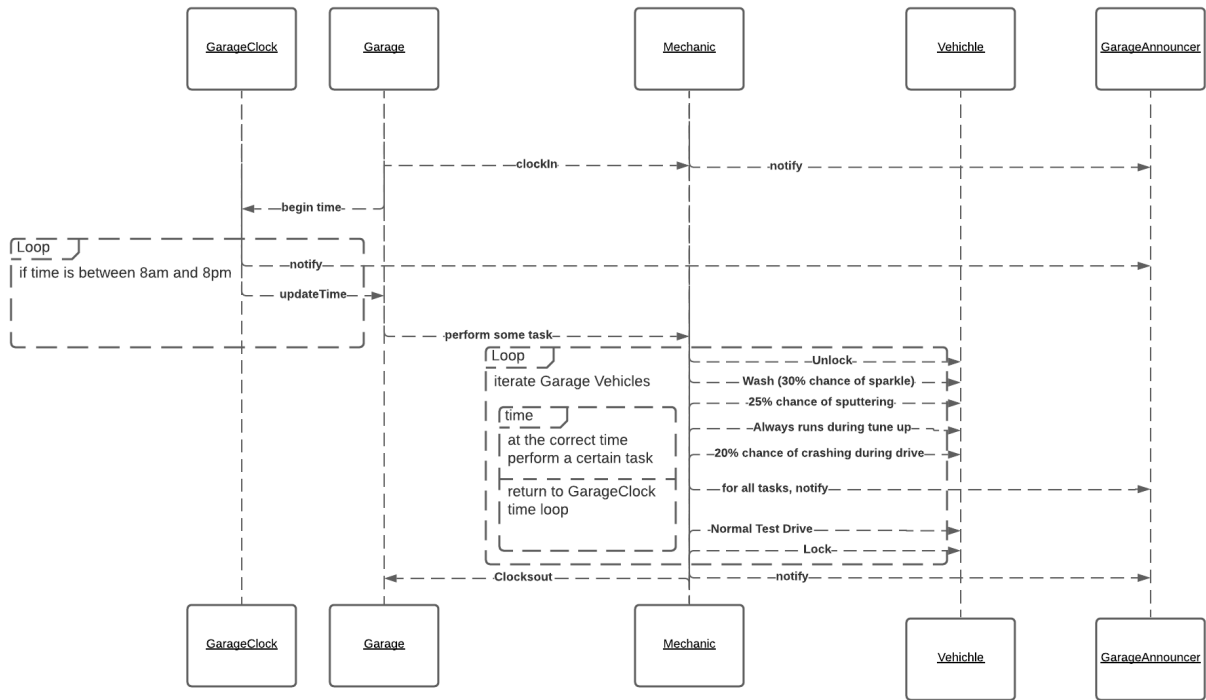 GarageClock
Garage
Mechanic
Vehichle
GarageAnnouncer
clockIn
notify
begin time
Loop
if time is between 8am and 8pm
notify
updateTime
perform some task
Loop
iterate Garage Vehicles
Unlock
Wash (30% chance of sparkle)
25% chance of sputtering
time
at the correct time
perform a certain task
Always runs during tune up
20% chance of crashing during drive
return to GarageClock
time loop
for all tasks, notify
Normal Test Drive
Lock
Clocksout
notify
GarageClock
Garage
Mechanic
Vehichle
GarageAnnouncer